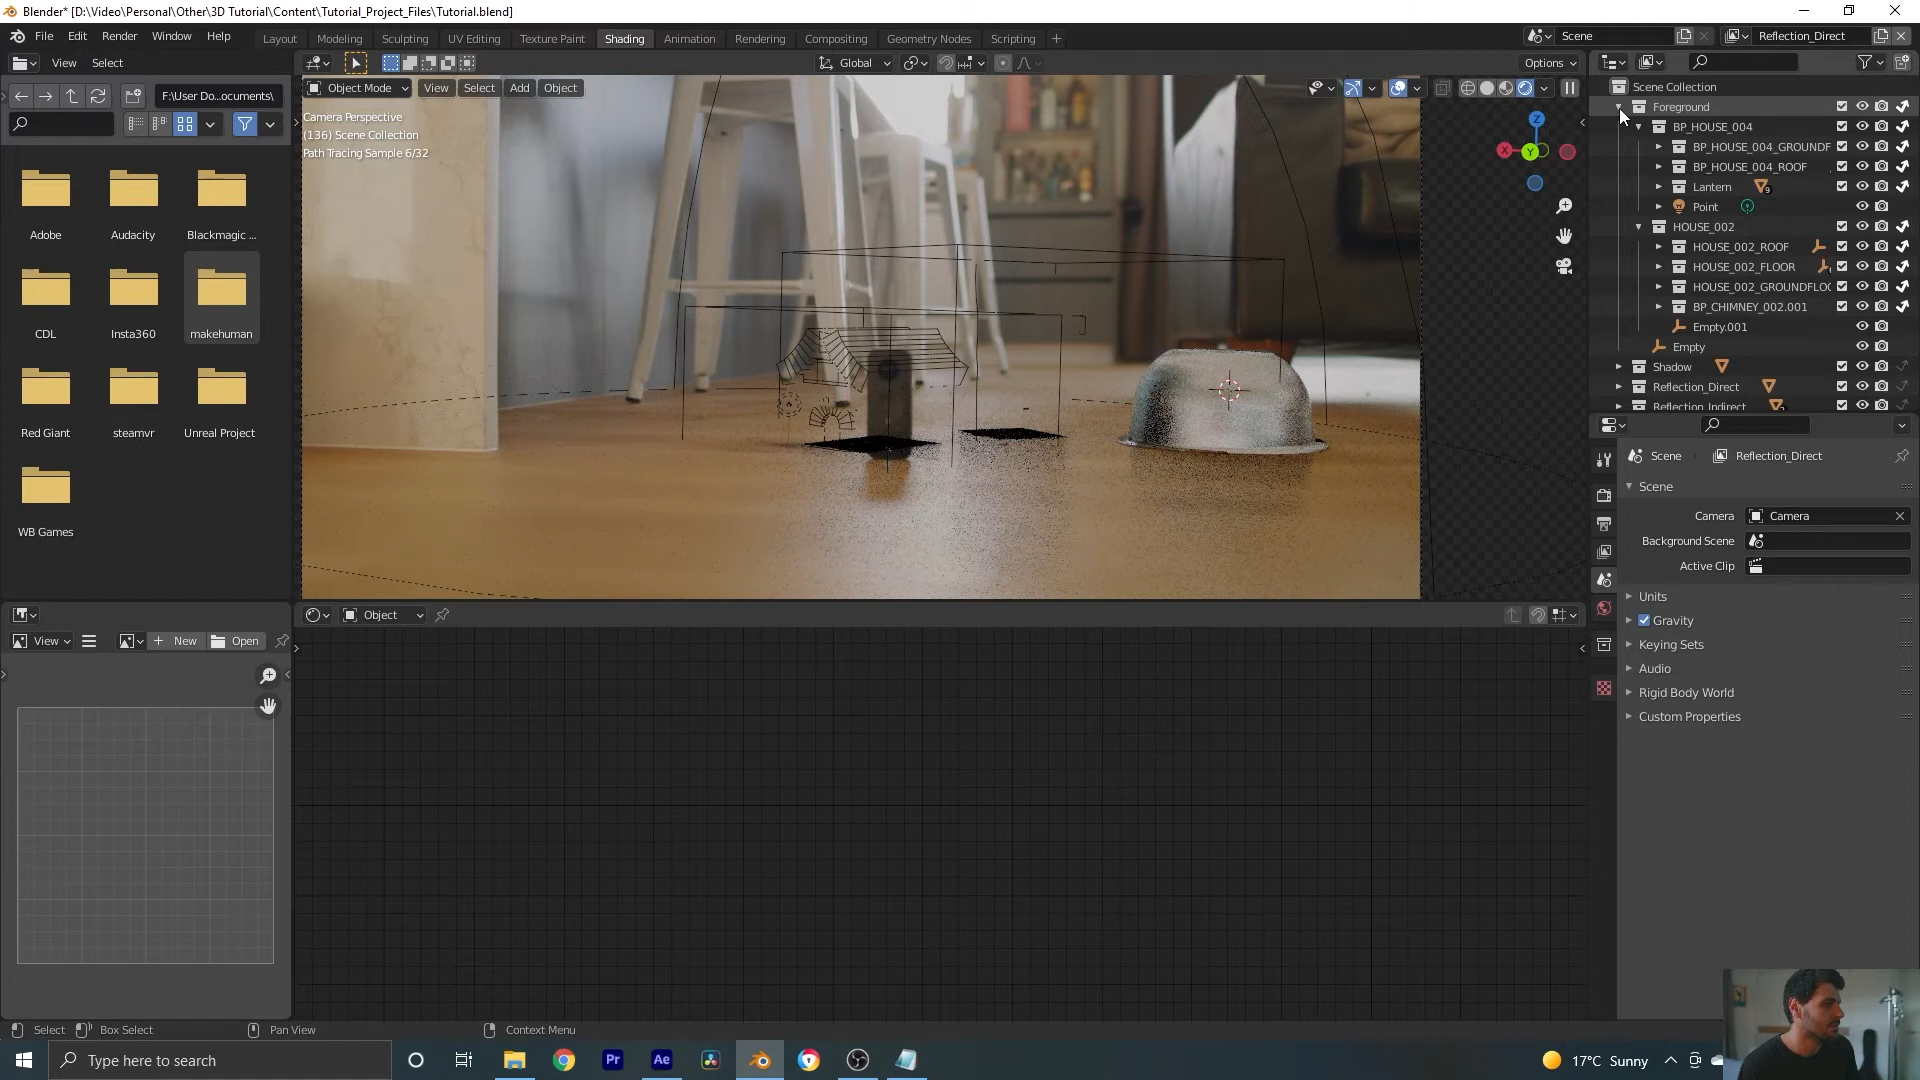 Blender* [D:\Video\Personal\Other\3D Tutorial\Content\Tutorial_Project_Files\Tutorial.blend]
File Edit Render Window Help
Layout Modeling Sculpting UV Editing Texture Paint Shading Animation Rendering Compositing Geometry Nodes Scripting +
Scene
Reflection_Direct
View Select
Global
Options
F:\User Do...ocuments\
Object Mode View Select Add Object
Camera Perspective
(136) Scene Collection
Path Tracing Sample 6/32
Z
X
Y
Adobe
Audacity
Blackmagic ...
CDL
Insta360
makehuman
Red Giant
steamvr
Unreal Project
WB Games
Scene Collection
Foreground
BP_HOUSE_004
BP_HOUSE_004_GROUNDF
BP_HOUSE_004_ROOF
Lantern
9
Point
HOUSE_002
HOUSE_002_ROOF
HOUSE_002_FLOOR
HOUSE_002_GROUNDFLOO
BP_CHIMNEY_002.001
Empty.001
Empty
Shadow
Reflection_Direct
Reflection_Indirect
Scene
Reflection_Direct
Scene
Camera
Camera
Background Scene
Active Clip
Units
Gravity
Keying Sets
Audio
Rigid Body World
Custom Properties
View
+ New
Open
Object
Select
Box Select
Pan View
Context Menu
Type here to search
Pr
Ae
17°C Sunny